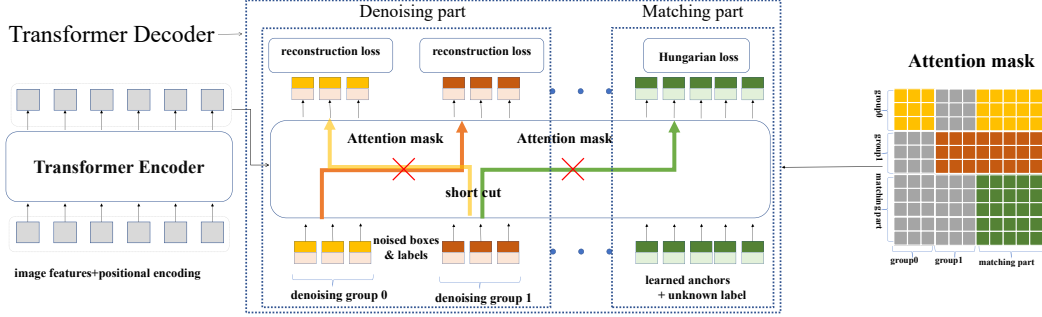 Denoising part
Matching part
Transformer Decoder
reconstruction loss
reconstruction loss
Hungarian loss
Attention mask
group0
group1
matching part
group0
group1
matching part
Attention mask
Attention mask
short cut
Transformer Encoder
image features+positional encoding
noised boxes
& labels
denoising group 0
denoising group 1
learned anchors
+ unknown label